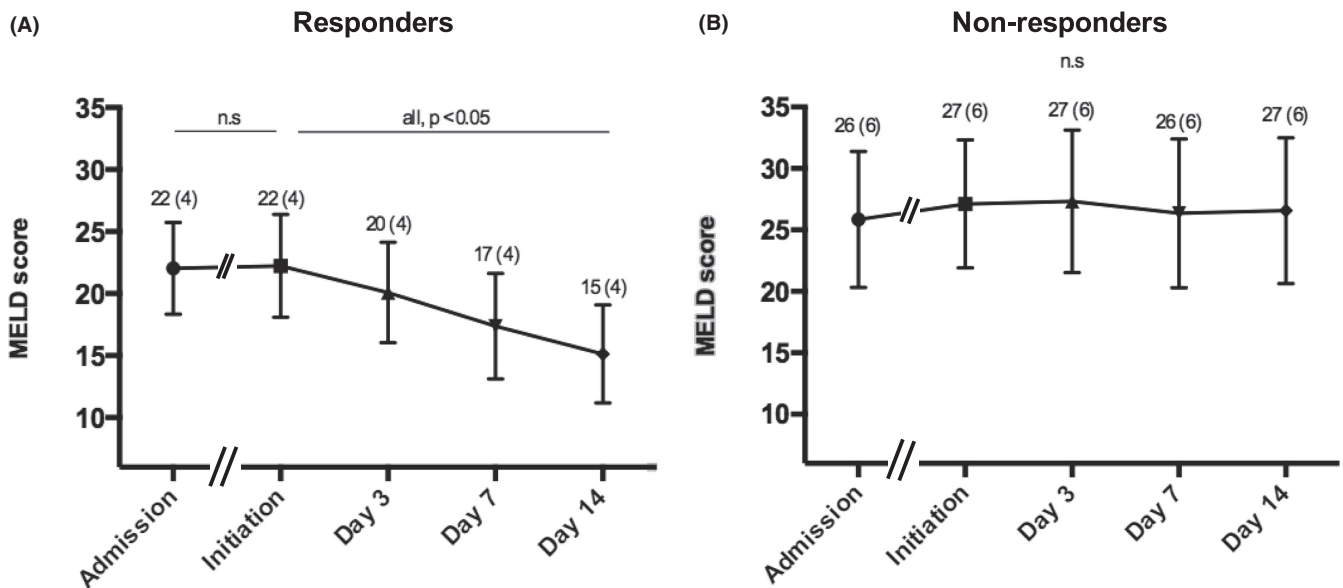 (A)
Responders
35
30
25
20
15
10
MELD score
n.s
all, p<0.05
22 (4)
22 (4)
20 (4)
17 (4)
15 (4)
Admission
Initiation
Day 3
Day 7
Day 14
(B)
Non-responders
n.s
35
30
25
20
15
10
MELD score
26 (6)
27 (6)
27 (6)
26 (6)
27 (6)
Admission
Initiation
Day 3
Day 7
Day 14